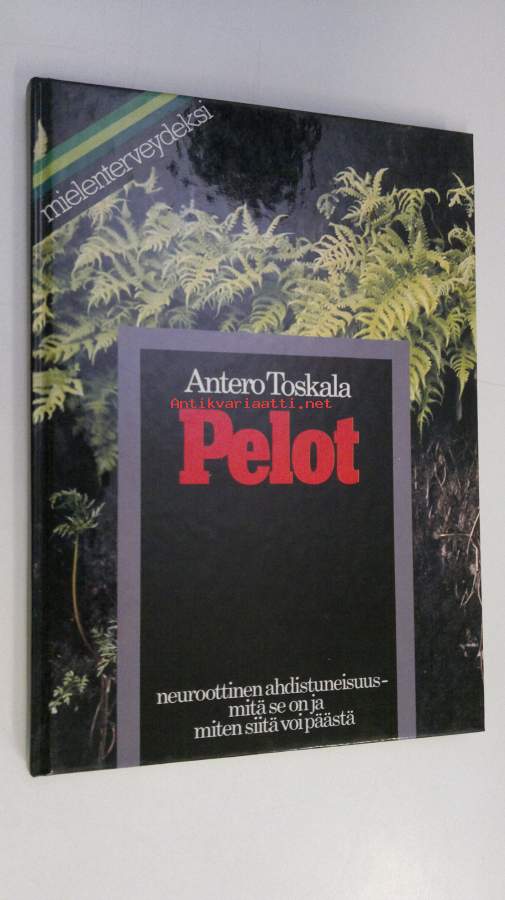 mielenterveydeksi
Antero Toskala
Antikvariaatti.net
Pelot
neuroottinen ahdistuneisuus-
mitä se on ja
miten siitä voi päästä